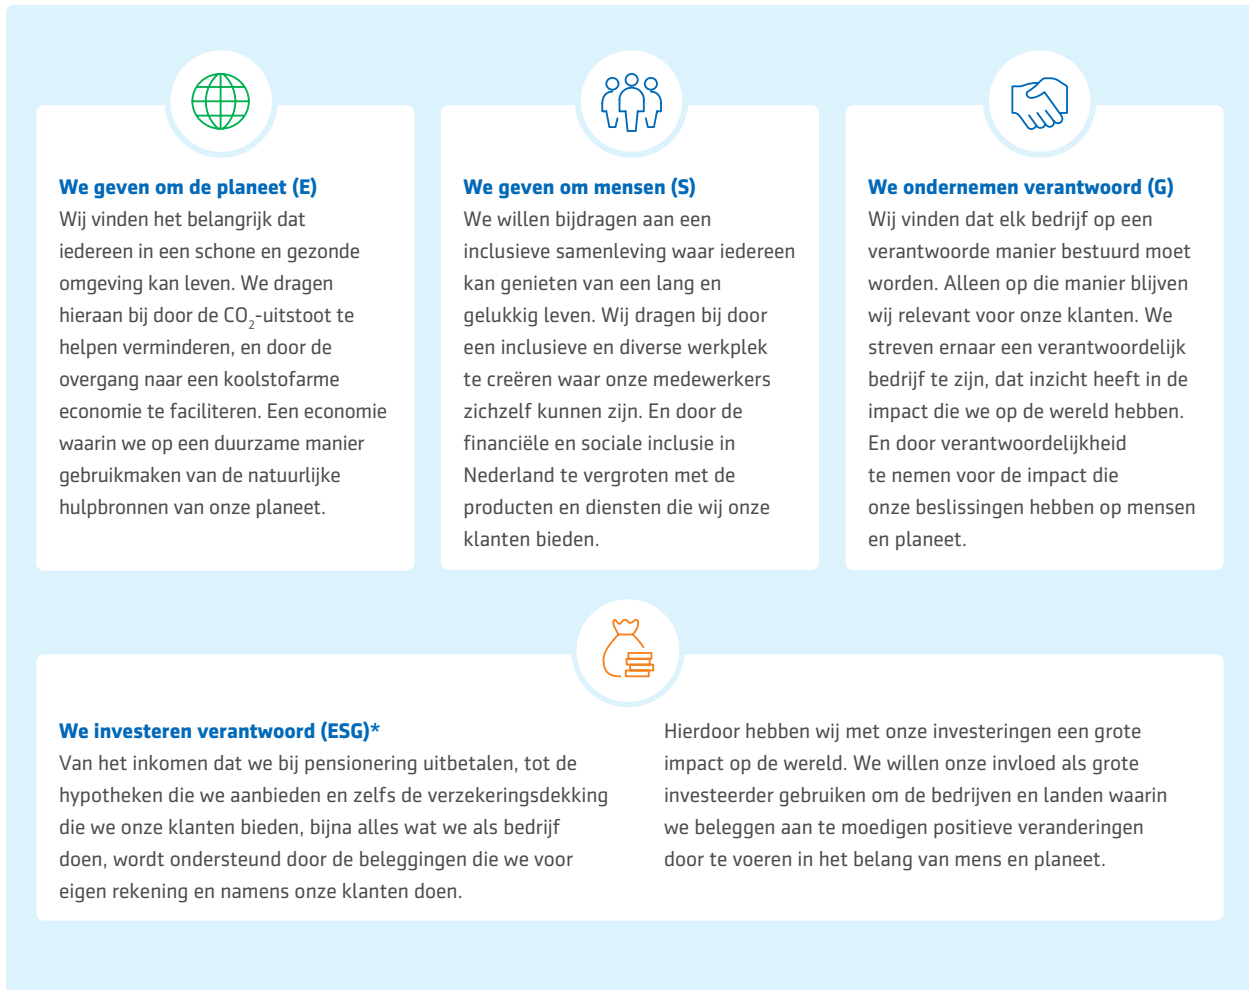 We geven om de planeet (E)
Wij vinden het belangrijk dat
iedereen in een schone en gezonde
omgeving kan leven. We dragen
hieraan bij door de CO₂-uitstoot te
helpen verminderen, en door de
overgang naar een koolstofarme
economie te faciliteren. Een economie
waarin we op een duurzame manier
gebruikmaken van de natuurlijke
hulpbronnen van onze planeet.
We geven om mensen (S)
We willen bijdragen aan een
inclusieve samenleving waar iedereen
kan genieten van een lang en
gelukkig leven. Wij dragen bij door
een inclusieve en diverse werkplek
te creëren waar onze medewerkers
zichzelf kunnen zijn. En door de
financiële en sociale inclusie in
Nederland te vergroten met de
producten en diensten die wij onze
klanten bieden.
We ondernemen verantwoord (G)
Wij vinden dat elk bedrijf op een
verantwoorde manier bestuurd moet
worden. Alleen op die manier blijven
wij relevant voor onze klanten. We
streven ernaar een verantwoordelijk
bedrijf te zijn, dat inzicht heeft in de
impact die we op de wereld hebben.
En door verantwoordelijkheid
te nemen voor de impact die
onze beslissingen hebben op mensen
en planeet.
We investeren verantwoord (ESG)*
Van het inkomen dat we bij pensionering uitbetalen, tot de
hypotheken die we aanbieden en zelfs de verzekeringsdekking
die we onze klanten bieden, bijna alles wat we als bedrijf
doen, wordt ondersteund door de beleggingen die we voor
eigen rekening en namens onze klanten doen.
Hierdoor hebben wij met onze investeringen een grote
impact op de wereld. We willen onze invloed als grote
investeerder gebruiken om de bedrijven en landen waarin
we beleggen aan te moedigen positieve veranderingen
door te voeren in het belang van mens en planeet.